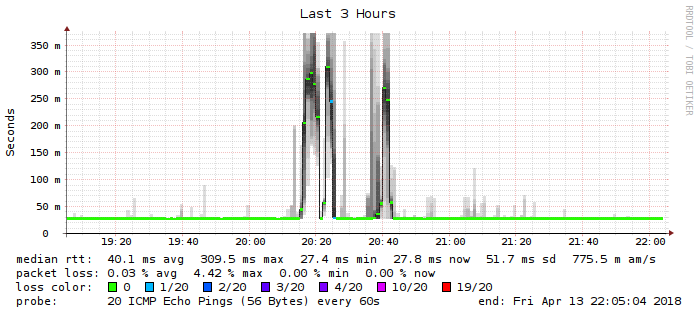 Last 3 Hours
RRDTOOL / TOBI OETIKER
Seconds
350 m
300 m
250 m
200 m
150 m
100 m
50 m
0
19:20 19:40 20:00 20:20 20:40 21:00 21:20 21:40 22:00
median rtt: 40.1 ms avg 309.5 ms max 27.4 ms min 27.8 ms now 51.7 ms sd 775.5 m am/s
packet loss: 0.03 % avg 4.42 % max 0.00 % min 0.00 % now
loss color: 0 1/20 2/20 3/20 4/20 10/20 19/20
probe: 20 ICMP Echo Pings (56 Bytes) every 60s end: Fri Apr 13 22:05:04 2018